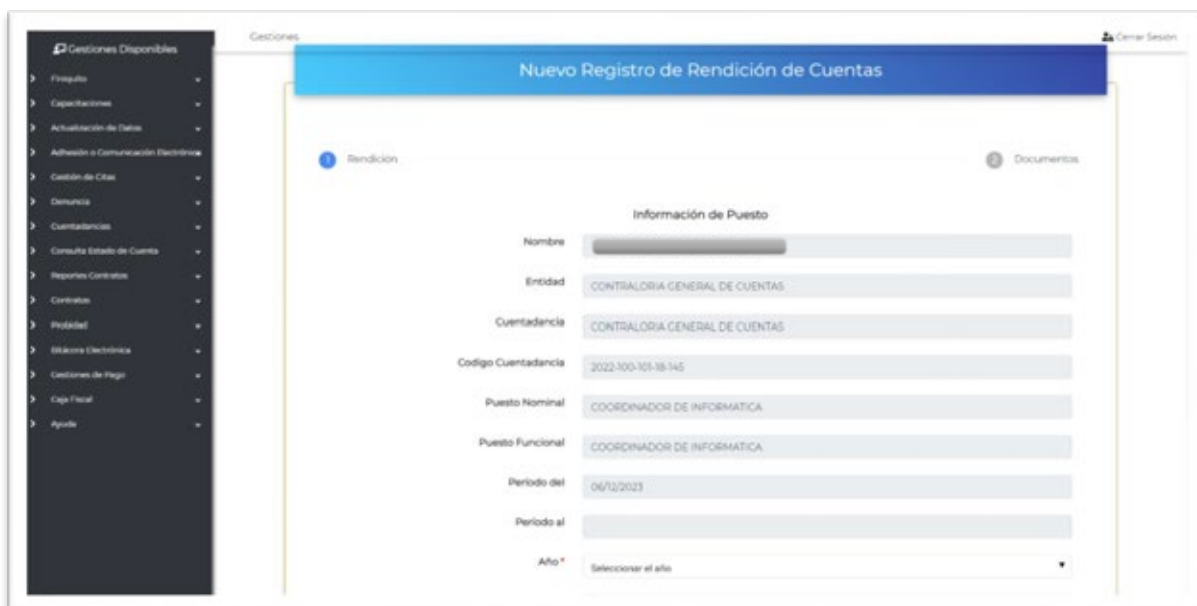 Gestiones Disponibles
Finiquito
Capacitaciones
Actualización de Datos
Adhesión a Comunicación Electrónica
Gestión de Citas
Denuncia
Cuentadancias
Consulta Estado de Cuenta
Reportes Contratos
Contratos
Probidad
Bitácora Electrónica
Gestiones de Pago
Caja Fiscal
Ayuda
Gestiones
Cerrar Sesión
Nuevo Registro de Rendición de Cuentas
1 Rendición
2 Documentos
Información de Puesto
Nombre
Entidad CONTRALORIA GENERAL DE CUENTAS
Cuentadancia CONTRALORIA GENERAL DE CUENTAS
Codigo Cuentadancia 2022-100-101-18-145
Puesto Nominal COORDINADOR DE INFORMATICA
Puesto Funcional COORDINADOR DE INFORMATICA
Período del 06/12/2023
Período al
Año * Seleccionar el año